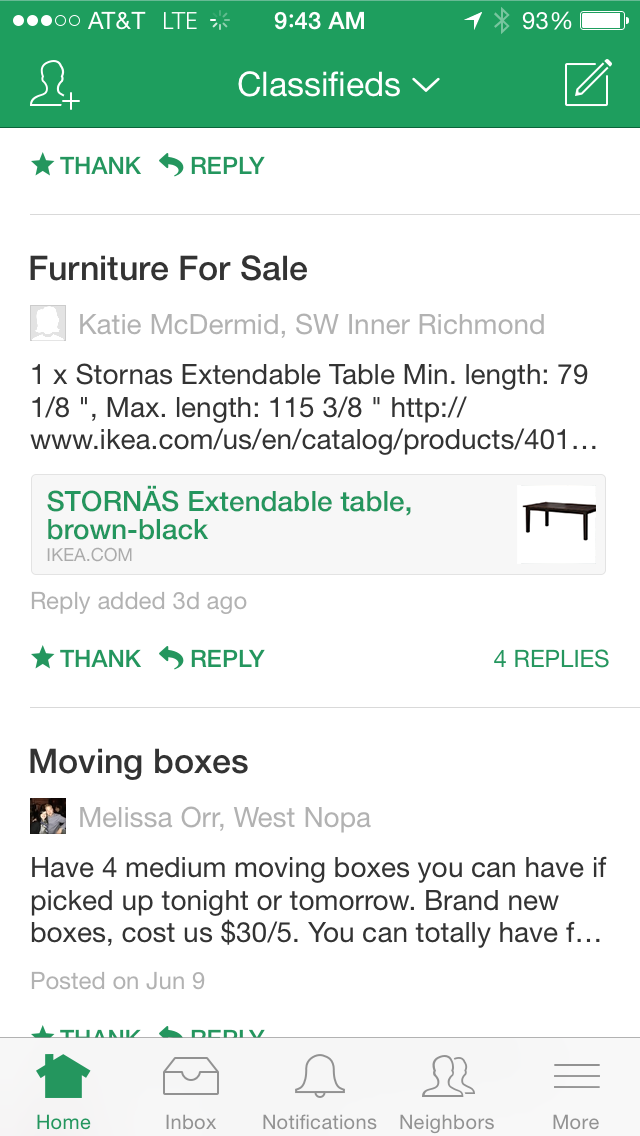 AT&T LTE 9:43 AM 93%
Classifieds
THANK REPLY
Furniture For Sale
Katie McDermid, SW Inner Richmond
1 x Stornas Extendable Table Min. length: 79
1/8 ", Max. length: 115 3/8 " http://
www.ikea.com/us/en/catalog/products/401...
STORNÄS Extendable table,
brown-black
IKEA.COM
Reply added 3d ago
THANK REPLY 4 REPLIES
Moving boxes
Melissa Orr, West Nopa
Have 4 medium moving boxes you can have if
picked up tonight or tomorrow. Brand new
boxes, cost us $30/5. You can totally have f...
Posted on Jun 9
THANK REPLY
Home Inbox Notifications Neighbors More